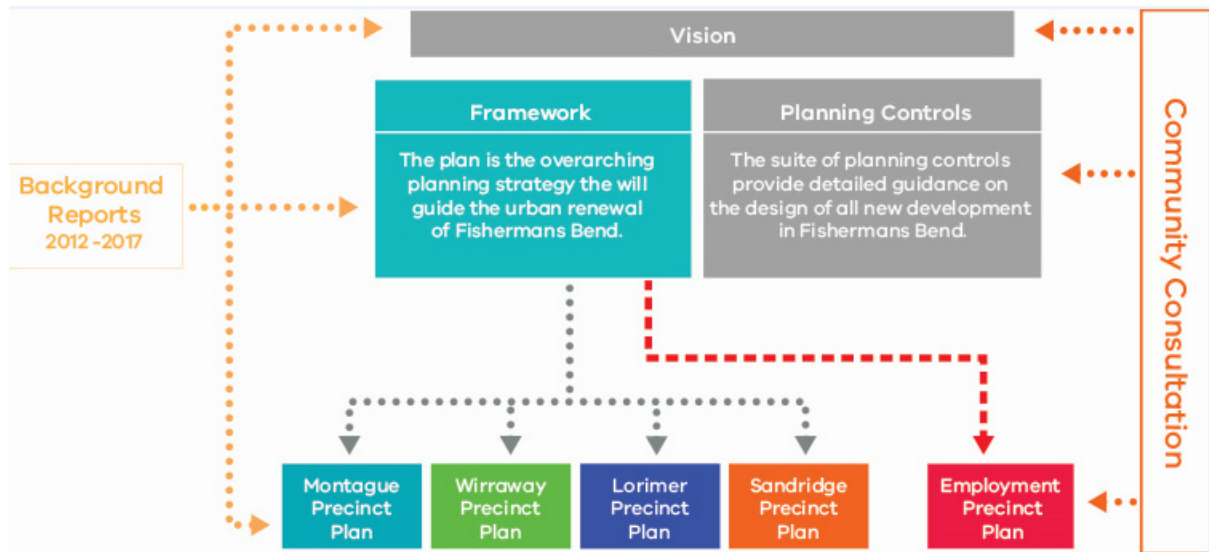 Vision
Framework
The plan is the overarching
planning strategy the will
guide the urban renewal
of Fishermans Bend.
Planning Controls
The suite of planning controls
provide detailed guidance on
the design of all new development
in Fishermans Bend.
Background
Reports
2012 -2017
Community Consultation
Montague
Precinct
Plan
Wirraway
Precinct
Plan
Lorimer
Precinct
Plan
Sandridge
Precinct
Plan
Employment
Precinct
Plan